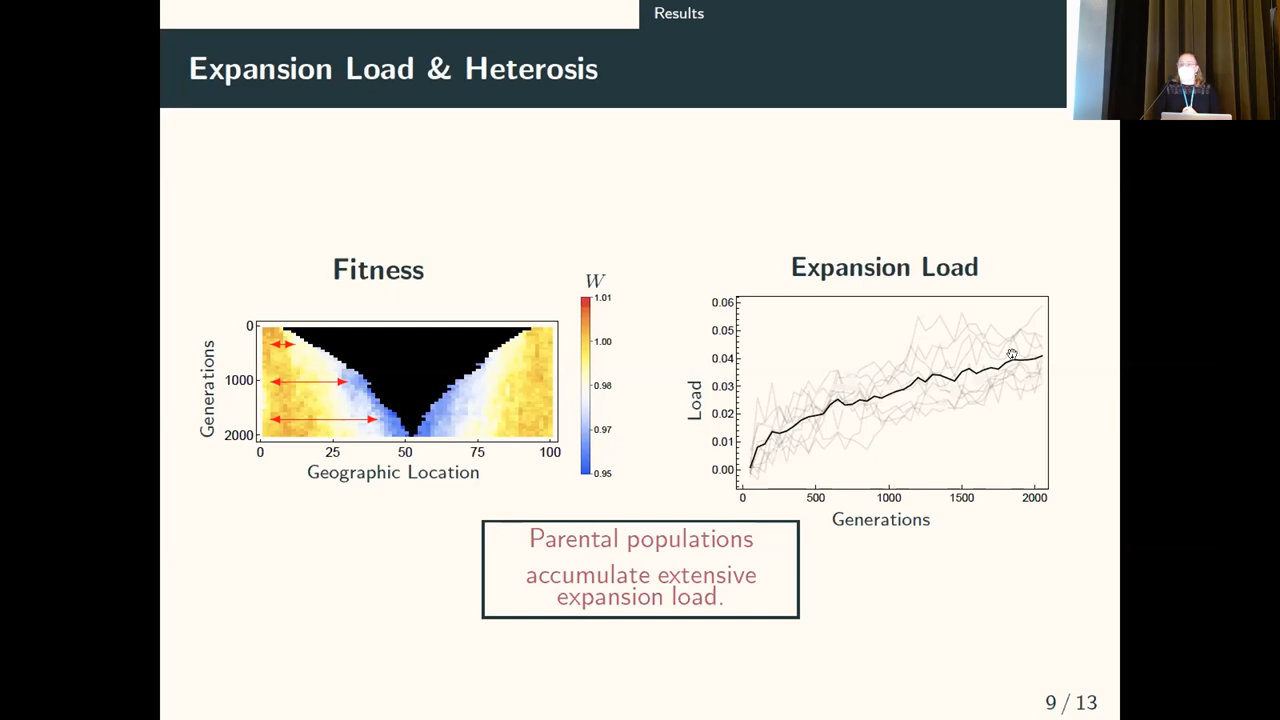 Results
Expansion Load & Heterosis
Fitness
W
1.01
1.00
0.98
0.97
0.95
Generations
0
1000
2000
0 25 50 75 100
Geographic Location
Expansion Load
Load
0.06
0.05
0.04
0.03
0.02
0.01
0.00
0 500 1000 1500 2000
Generations
Parental populations
accumulate extensive
expansion load.
9 / 13